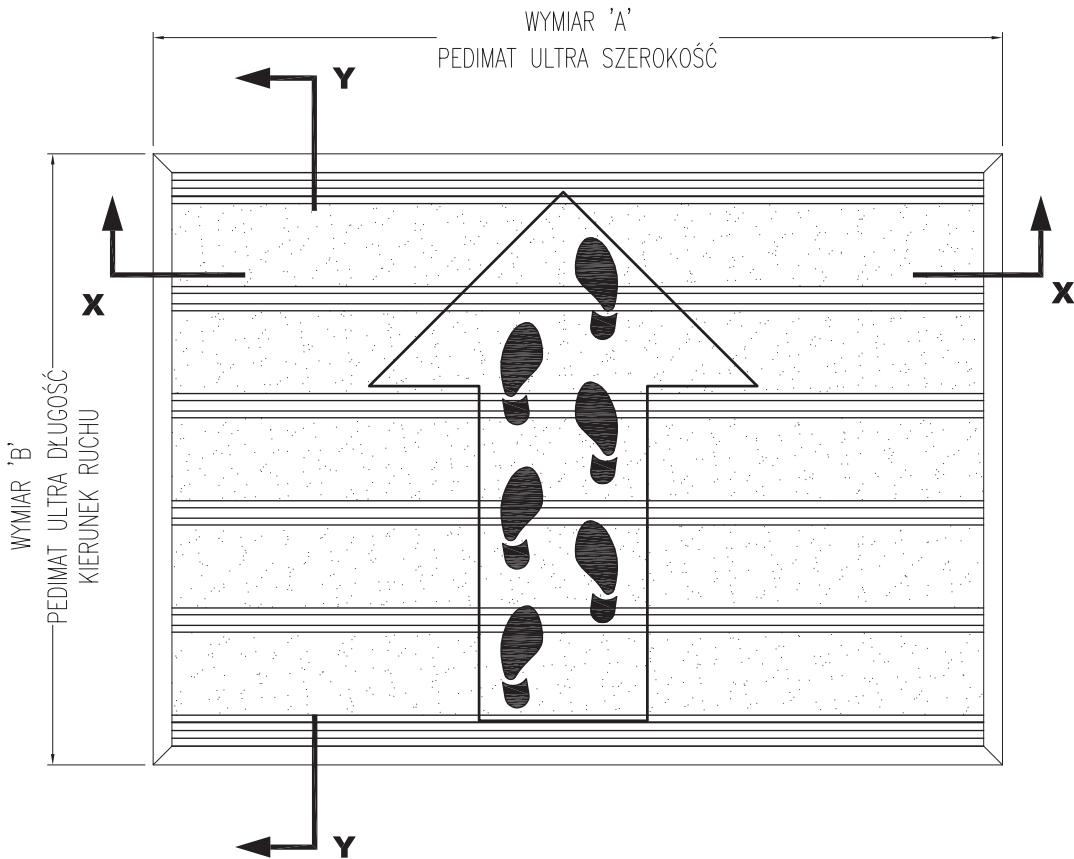 WYMIAR 'A'
PEDIMAT ULTRA SZEROKOŚĆ
Y
X
X
WYMIAR 'B'
PEDIMAT ULTRA DŁUGOŚĆ
KIERUNEK RUCHU
Y